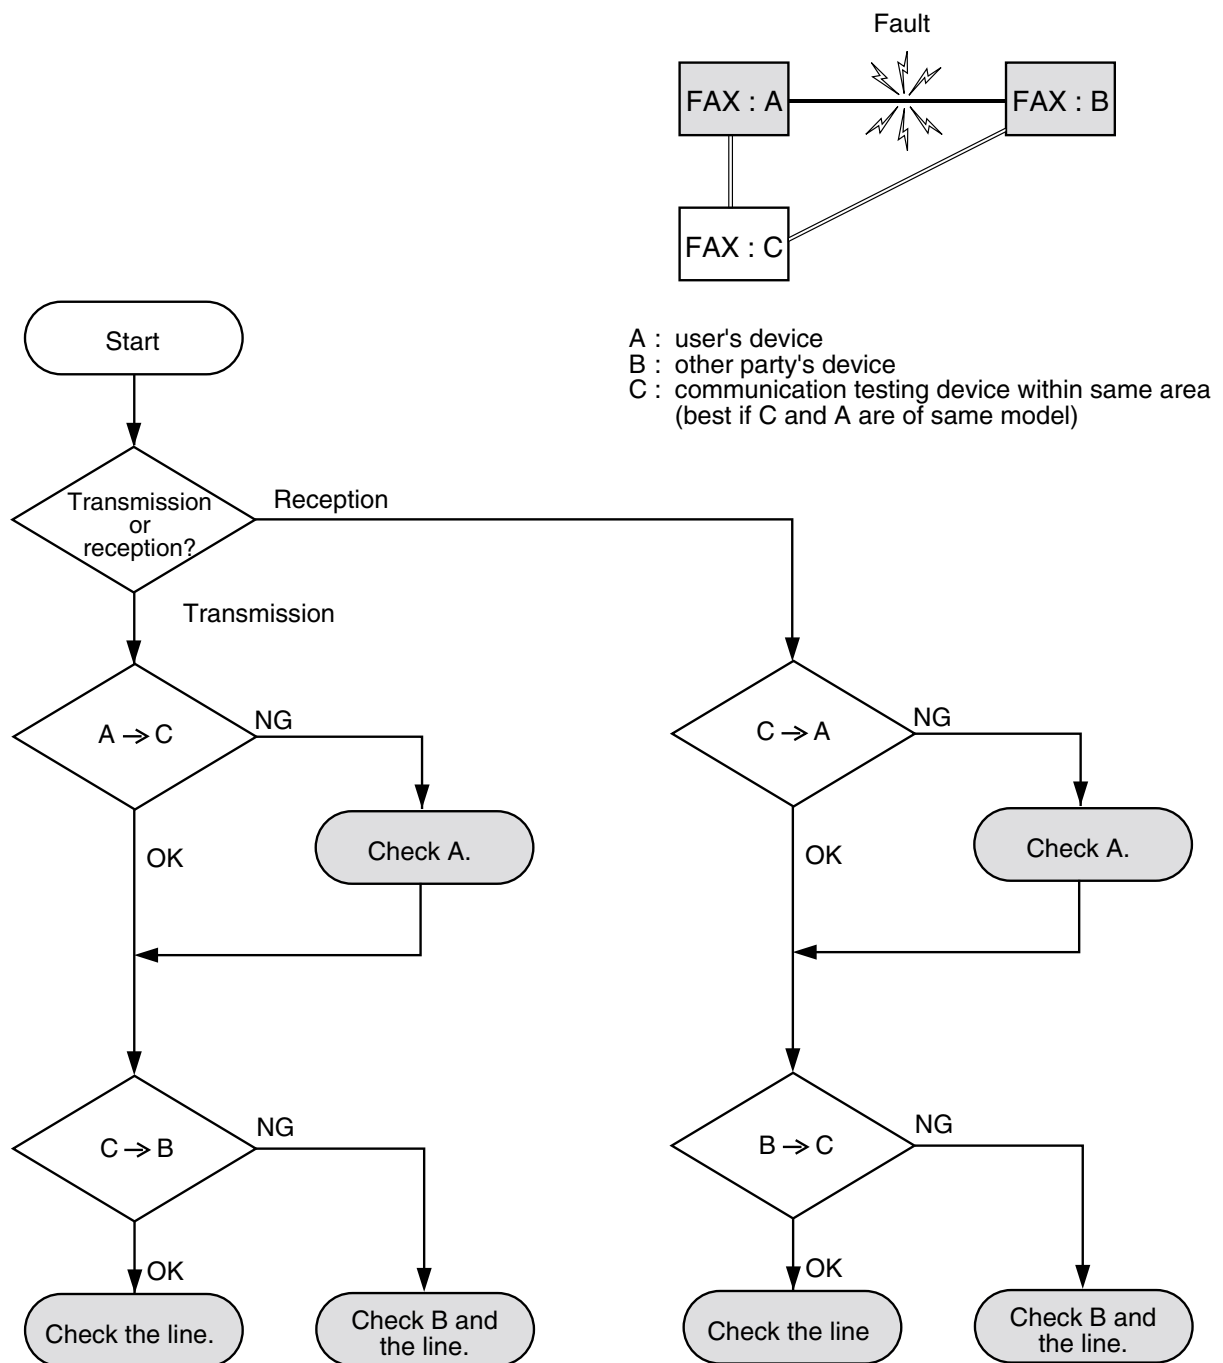 Fault
FAX : A
FAX : B
FAX : C
A : user's device
B : other party's device
C : communication testing device within same area
(best if C and A are of same model)
Start
Transmission
or
reception?
Reception
Transmission
A → C
NG
OK
Check A.
C → B
NG
OK
Check the line.
Check B and
the line.
C → A
NG
OK
Check A.
B → C
NG
OK
Check the line
Check B and
the line.